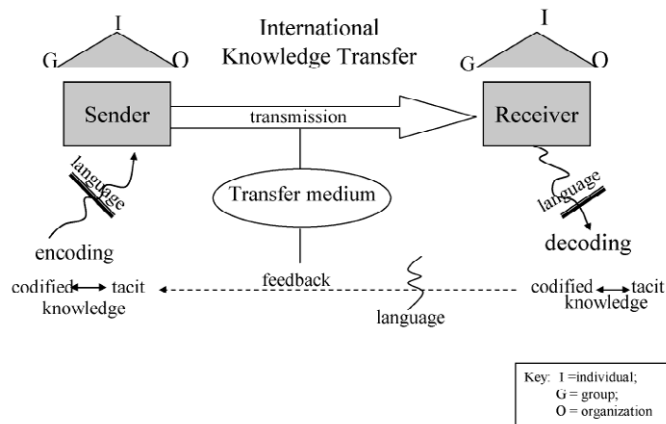 I
International
I
G
O
Knowledge Transfer
G
O
Sender
transmission
Receiver
language
Transfer medium
language
encoding
decoding
codified
tacit
feedback
codified
tacit
knowledge
language
knowledge
Key: I =individual;
G = group;
O = organization